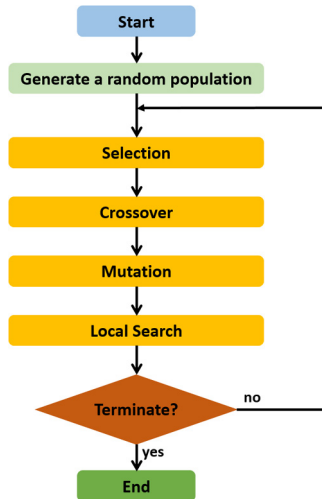 Start
Generate a random population
Selection
Crossover
Mutation
Local Search
Terminate?
no
yes
End